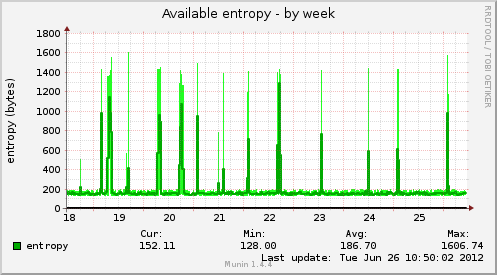 Available entropy - by week
RRDTOOL / TOBI OETIKER
entropy (bytes)
1800
1600
1400
1200
1000
800
600
400
200
0
18 19 20 21 22 23 24 25
Cur: Min: Avg: Max:
entropy 152.11 128.00 186.70 1606.74
Last update: Tue Jun 26 10:50:02 2012
Munin 1.4.4